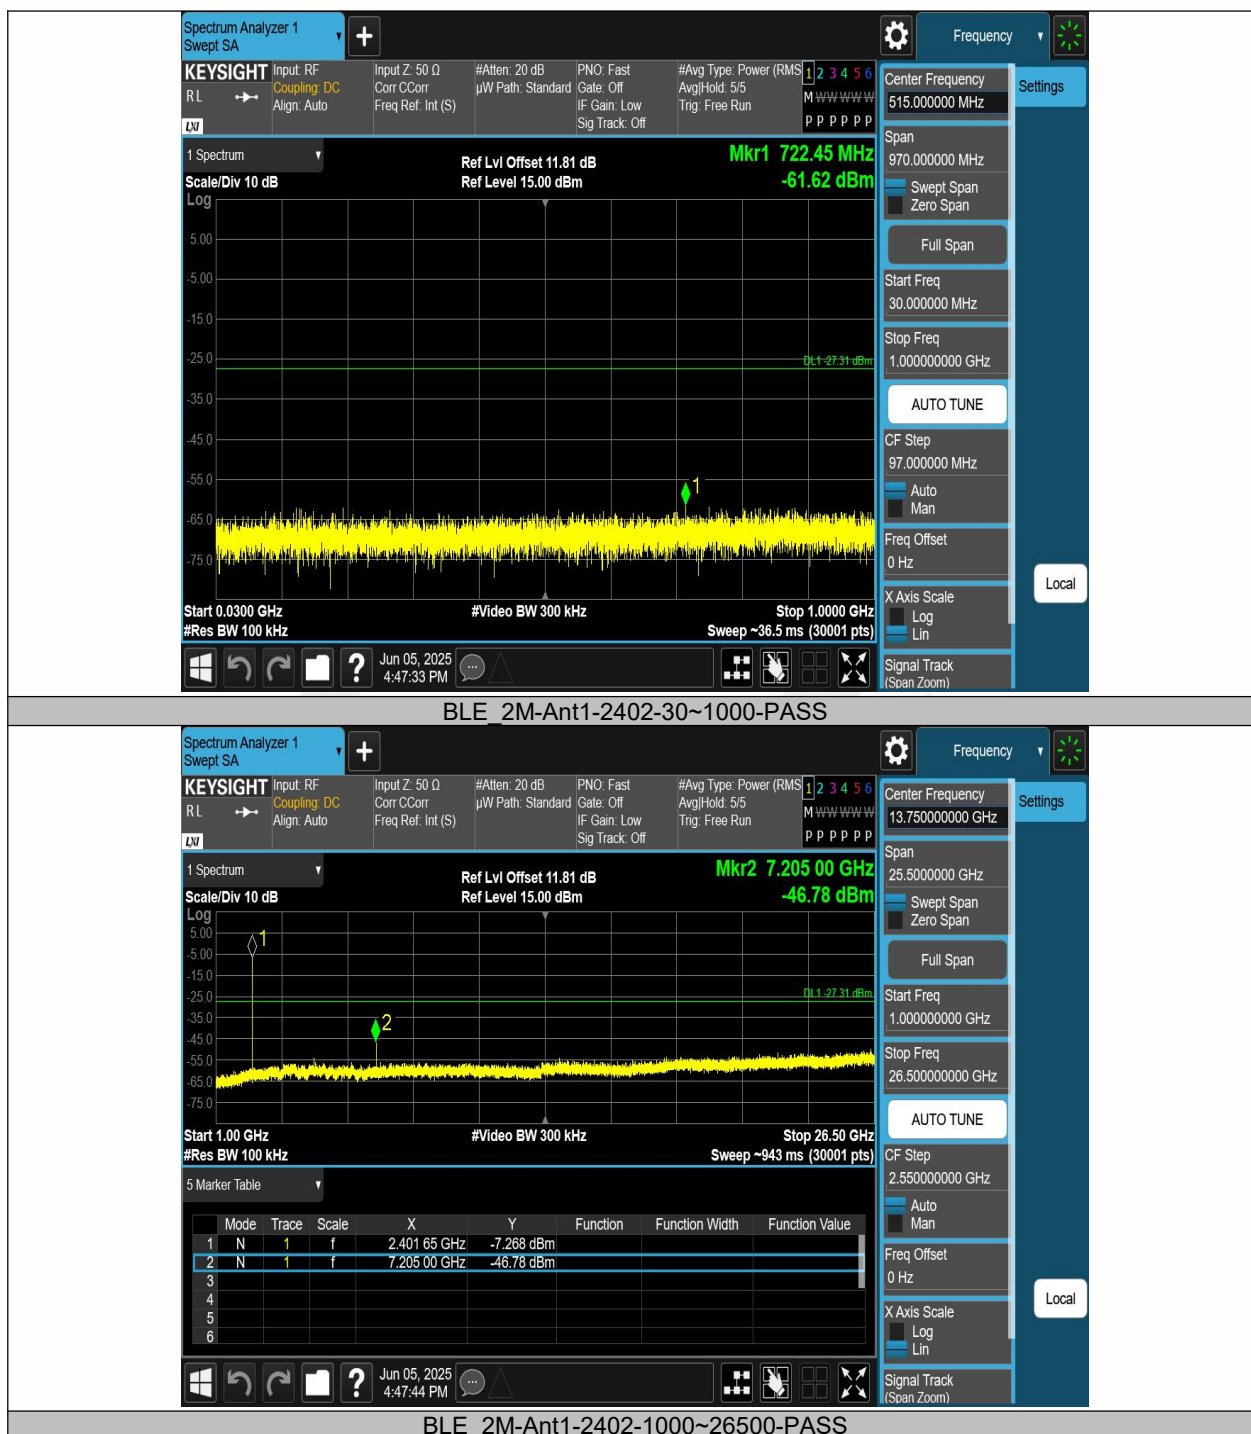 Spectrum Analyzer 1
Swept SA
Frequency
KEYSIGHT
RL
LXI
Input: RF
Coupling: DC
Align: Auto
Input Z: 50 Ω
Corr CCorr
Freq Ref: Int (S)
#Atten: 20 dB
µW Path: Standard
PNO: Fast
Gate: Off
IF Gain: Low
Sig Track: Off
#Avg Type: Power (RMS
Avg|Hold: 5/5
Trig: Free Run
1 2 3 4 5 6
M W W W W W
P P P P P P
Center Frequency
515.000000 MHz
Settings
Span
970.000000 MHz
Swept Span
Zero Span
Full Span
Start Freq
30.000000 MHz
Stop Freq
1.000000000 GHz
AUTO TUNE
CF Step
97.000000 MHz
Auto
Man
Freq Offset
0 Hz
X Axis Scale
Log
Lin
Signal Track
(Span Zoom)
Local
1 Spectrum
Ref Lvl Offset 11.81 dB
Mkr1 722.45 MHz
Scale/Div 10 dB
Ref Level 15.00 dBm
-61.62 dBm
Log
5.00
-5.00
-15.0
-25.0
DL1 -27.31 dBm
-35.0
-45.0
-55.0
1
-65.0
-75.0
Start 0.0300 GHz
#Video BW 300 kHz
Stop 1.0000 GHz
#Res BW 100 kHz
Sweep ~36.5 ms (30001 pts)
Jun 05, 2025
4:47:33 PM
BLE_2M-Ant1-2402-30~1000-PASS
Spectrum Analyzer 1
Swept SA
Frequency
KEYSIGHT
RL
LXI
Input: RF
Coupling: DC
Align: Auto
Input Z: 50 Ω
Corr CCorr
Freq Ref: Int (S)
#Atten: 20 dB
µW Path: Standard
PNO: Fast
Gate: Off
IF Gain: Low
Sig Track: Off
#Avg Type: Power (RMS
Avg|Hold: 5/5
Trig: Free Run
1 2 3 4 5 6
M W W W W W
P P P P P P
Center Frequency
13.750000000 GHz
Settings
Span
25.5000000 GHz
Swept Span
Zero Span
Full Span
Start Freq
1.000000000 GHz
Stop Freq
26.500000000 GHz
AUTO TUNE
CF Step
2.550000000 GHz
Auto
Man
Freq Offset
0 Hz
X Axis Scale
Log
Lin
Signal Track
(Span Zoom)
Local
1 Spectrum
Ref Lvl Offset 11.81 dB
Mkr2 7.205 00 GHz
Scale/Div 10 dB
Ref Level 15.00 dBm
-46.78 dBm
Log
5.00
1
-5.00
-15.0
-25.0
DL1 -27.31 dBm
-35.0
2
-45.0
-55.0
-65.0
-75.0
Start 1.00 GHz
#Video BW 300 kHz
Stop 26.50 GHz
#Res BW 100 kHz
Sweep ~943 ms (30001 pts)
5 Marker Table
Mode Trace Scale X Y Function Function Width Function Value
1 N 1 f 2.401 65 GHz -7.268 dBm
2 N 1 f 7.205 00 GHz -46.78 dBm
3
4
5
6
Jun 05, 2025
4:47:44 PM
BLE_2M-Ant1-2402-1000~26500-PASS